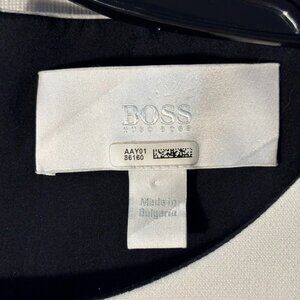 BOSS
HUGO BOSS
AAY01
86160
Made in
Bulgaria